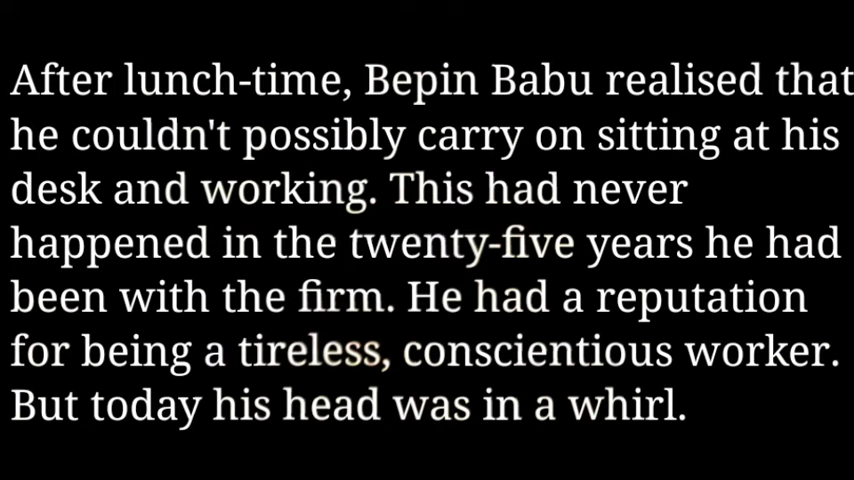 After lunch-time, Bepin Babu realised that
he couldn't possibly carry on sitting at his
desk and working. This had never
happened in the twenty-five years he had
been with the firm. He had a reputation
for being a tireless, conscientious worker.
But today his head was in a whirl.